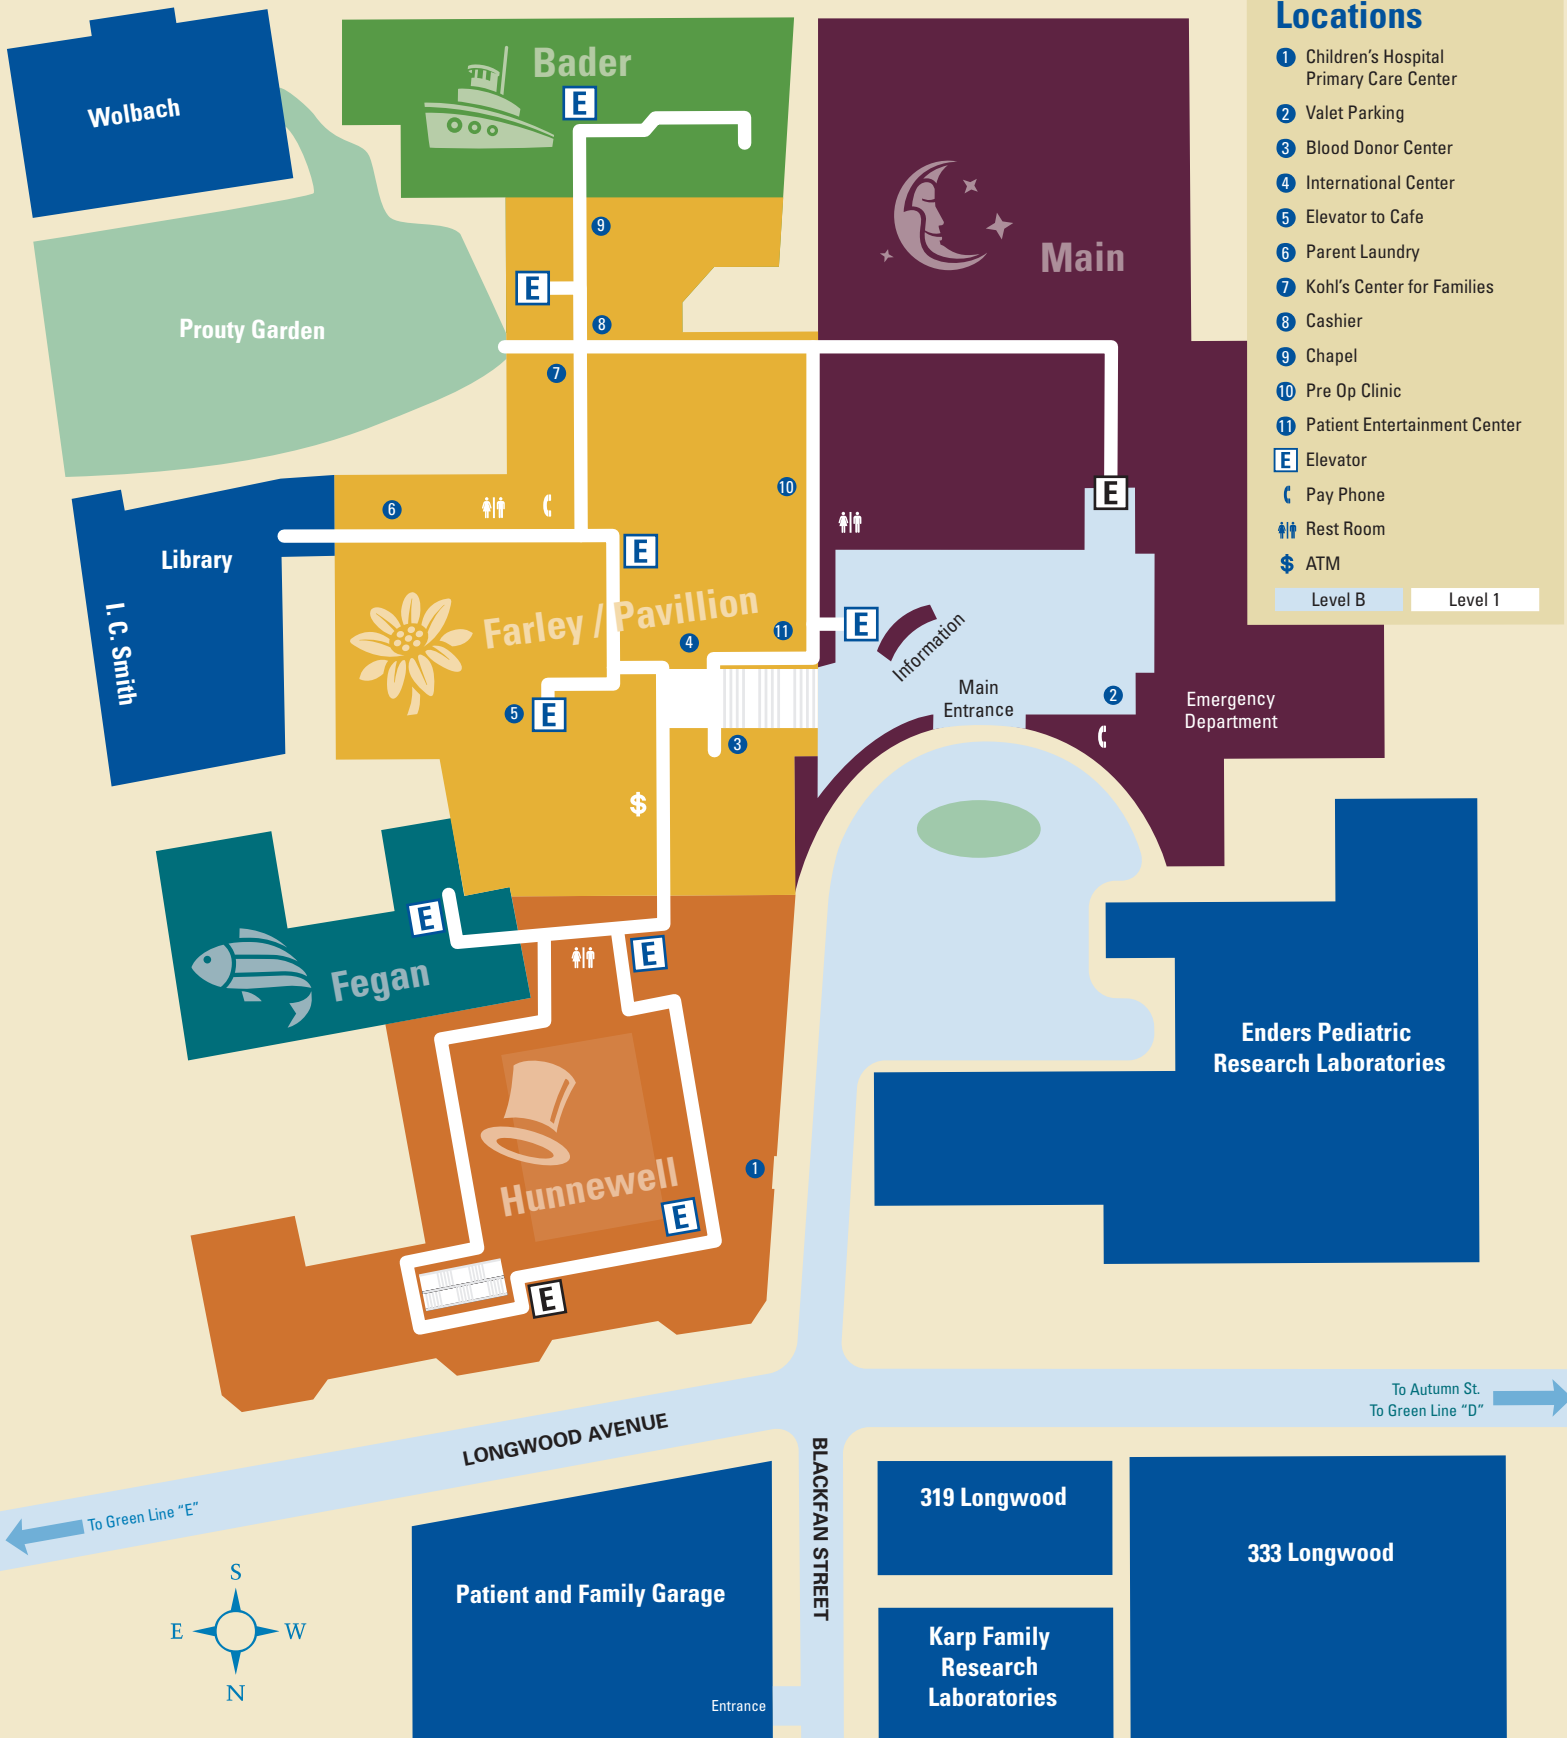 Locations
1 Children's Hospital
Primary Care Center
2 Valet Parking
3 Blood Donor Center
4 International Center
5 Elevator to Cafe
6 Parent Laundry
7 Kohl's Center for Families
8 Cashier
9 Chapel
10 Pre Op Clinic
11 Patient Entertainment Center
E Elevator
Pay Phone
Rest Room
$ ATM
Level B
Level 1
Wolbach
Bader
E
Main
9
E
8
Prouty Garden
7
10
E
6
Library
E
I. C. Smith
Farley / Pavillion
4
11
E
Information
Main
Entrance
2
Emergency
Department
5
E
3
$
E
E
Fegan
Enders Pediatric
Research Laboratories
Hunnewell
1
E
E
To Autumn St.
To Green Line "D"
LONGWOOD AVENUE
BLACKFAN STREET
To Green Line "E"
319 Longwood
333 Longwood
Patient and Family Garage
Entrance
Karp Family
Research
Laboratories
S
E
W
N